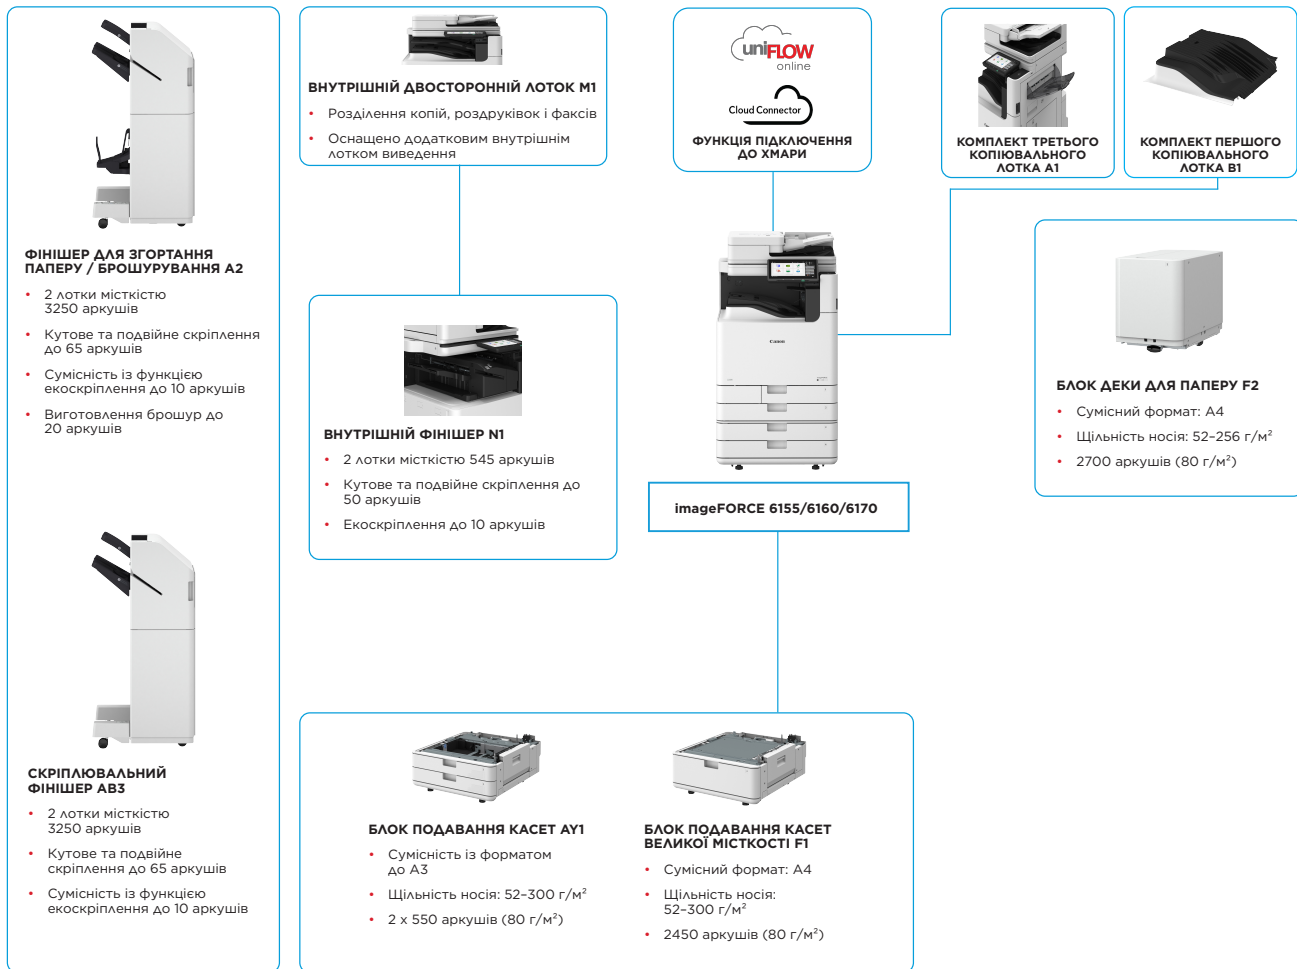 ФІНІШЕР ДЛЯ ЗГОРТАННЯ
ПАПЕРУ / БРОШУРУВАННЯ A2
• 2 лотки місткістю
3250 аркушів
• Кутове та подвійне скріплення
до 65 аркушів
• Сумісність із функцією
екоскріплення до 10 аркушів
• Виготовлення брошур до
20 аркушів
СКРІПЛЮВАЛЬНИЙ
ФІНІШЕР AB3
• 2 лотки місткістю
3250 аркушів
• Кутове та подвійне
скріплення до 65 аркушів
• Сумісність із функцією
екоскріплення до 10 аркушів
ВНУТРІШНІЙ ДВОСТОРОННІЙ ЛОТОК M1
• Розділення копій, роздруківок і факсів
• Оснащено додатковим внутрішнім
лотком виведення
ВНУТРІШНІЙ ФІНІШЕР N1
• 2 лотки місткістю 545 аркушів
• Кутове та подвійне скріплення до
50 аркушів
• Екоскріплення до 10 аркушів
uniFLOW
online
Cloud Connector
ФУНКЦІЯ ПІДКЛЮЧЕННЯ
ДО ХМАРИ
КОМПЛЕКТ ТРЕТЬОГО
КОПІЮВАЛЬНОГО
ЛОТКА A1
КОМПЛЕКТ ПЕРШОГО
КОПІЮВАЛЬНОГО
ЛОТКА B1
Canon
imageFORCE 6155/6160/6170
БЛОК ДЕКИ ДЛЯ ПАПЕРУ F2
• Сумісний формат: A4
• Щільність носія: 52–256 г/м²
• 2700 аркушів (80 г/м²)
БЛОК ПОДАВАННЯ КАСЕТ AY1
• Сумісність із форматом
до A3
• Щільність носія: 52–300 г/м²
• 2 x 550 аркушів (80 г/м²)
БЛОК ПОДАВАННЯ КАСЕТ
ВЕЛИКОЇ МІСТКОСТІ F1
• Сумісний формат: A4
• Щільність носія:
52–300 г/м²
• 2450 аркушів (80 г/м²)